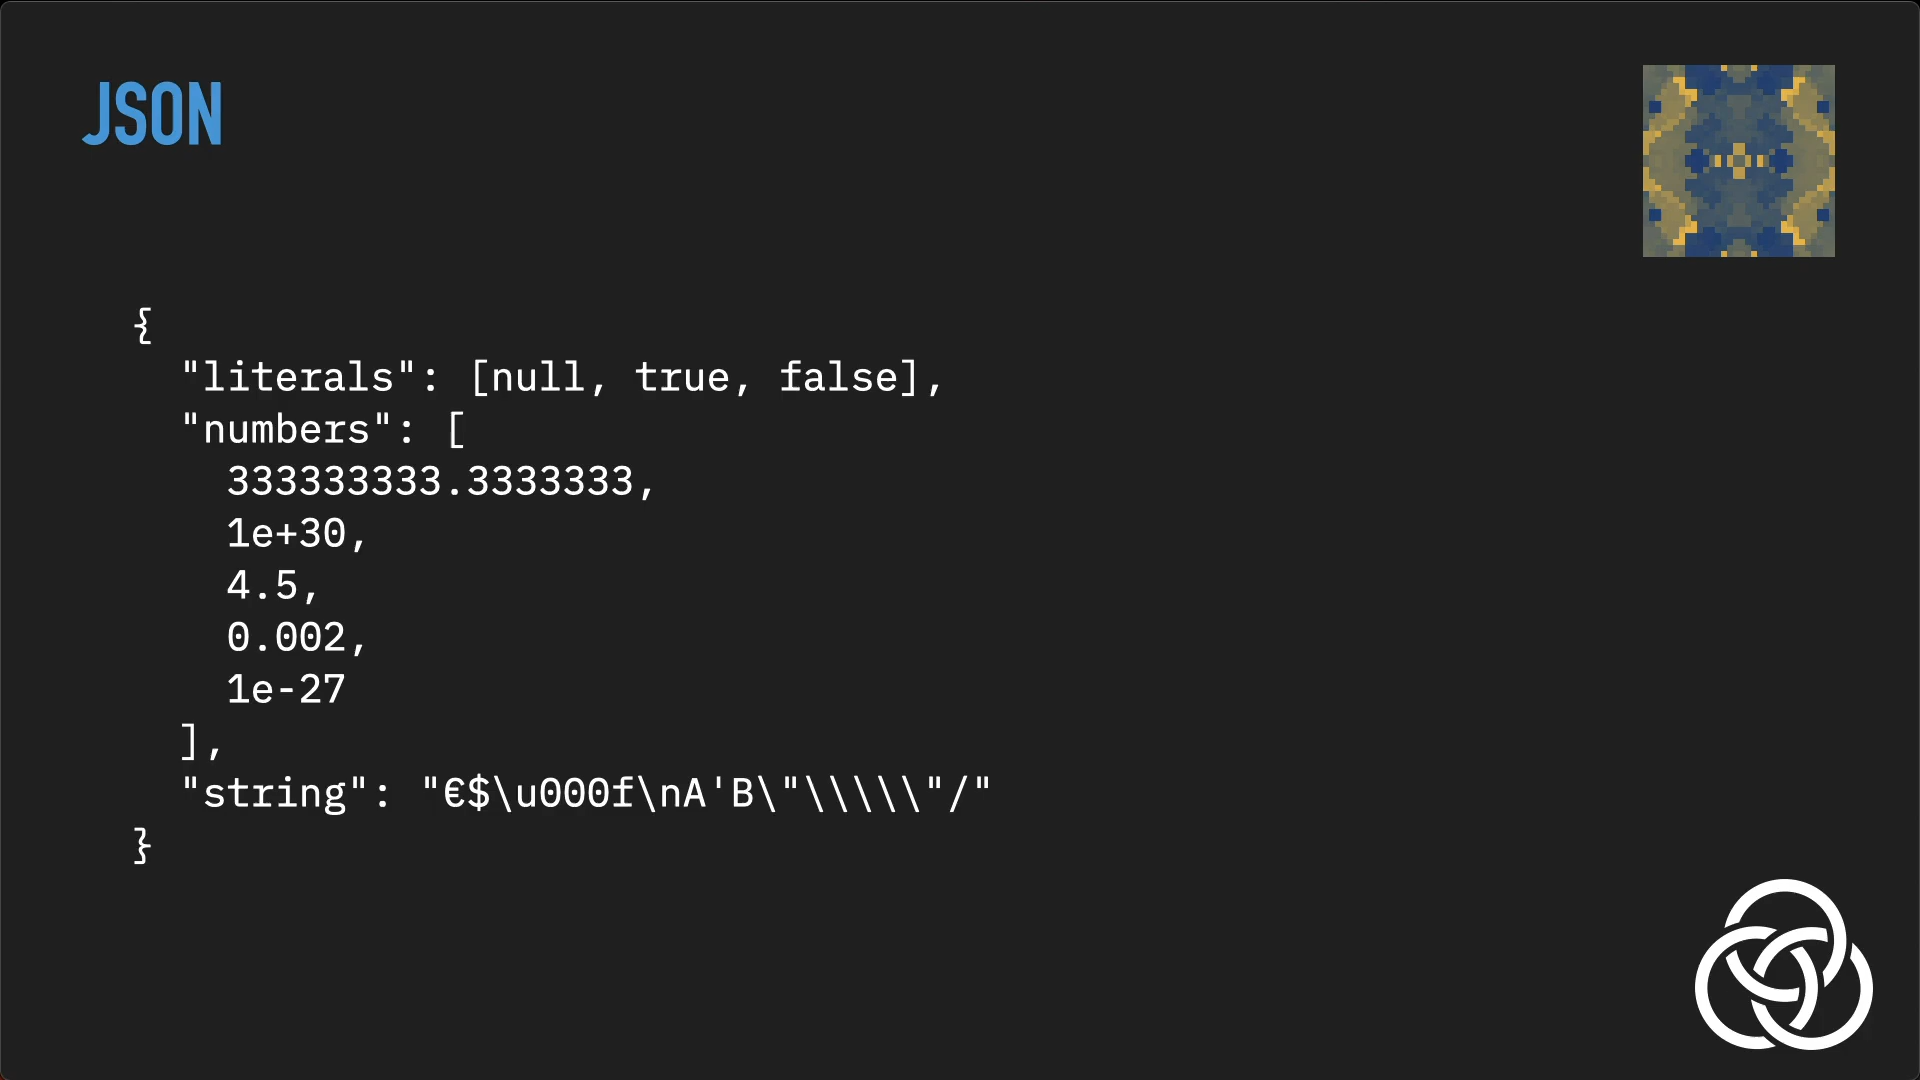 JSON
{
  "literals": [null, true, false],
  "numbers": [
    333333333.3333333,
    1e+30,
    4.5,
    0.002,
    1e-27
  ],
  "string": "€$\u000f\nA'B\"\\\\\"/"
}